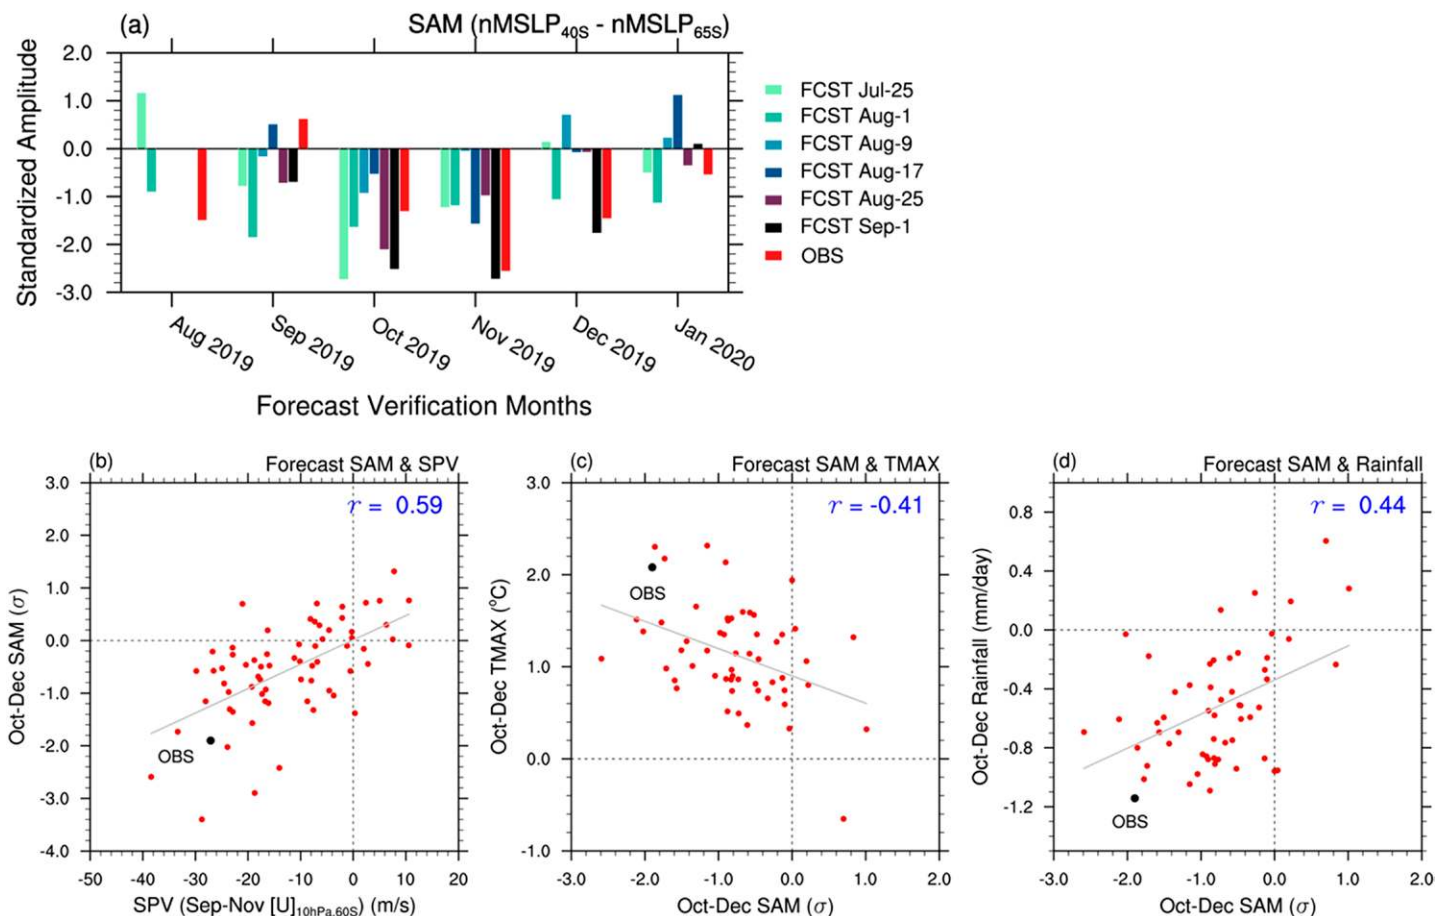 (a) SAM (nMSLP40S - nMSLP65S)
Standardized Amplitude
2.0
1.0
0.0
-1.0
-2.0
-3.0
Aug 2019 Sep 2019 Oct 2019 Nov 2019 Dec 2019 Jan 2020
Forecast Verification Months
FCST Jul-25
FCST Aug-1
FCST Aug-9
FCST Aug-17
FCST Aug-25
FCST Sep-1
OBS
(b) Forecast SAM & SPV
r = 0.59
Oct-Dec SAM (σ)
3.0
2.0
1.0
0.0
-1.0
-2.0
-3.0
-4.0
OBS
-50 -40 -30 -20 -10 0 10 20
SPV (Sep-Nov [U]10hPa,60S) (m/s)
(c) Forecast SAM & TMAX
r = -0.41
Oct-Dec TMAX (ºC)
3.0
2.0
1.0
0.0
-1.0
OBS
-3.0 -2.0 -1.0 0.0 1.0 2.0
Oct-Dec SAM (σ)
(d) Forecast SAM & Rainfall
r = 0.44
Oct-Dec Rainfall (mm/day)
0.8
0.4
0.0
-0.4
-0.8
-1.2
OBS
-3.0 -2.0 -1.0 0.0 1.0 2.0
Oct-Dec SAM (σ)